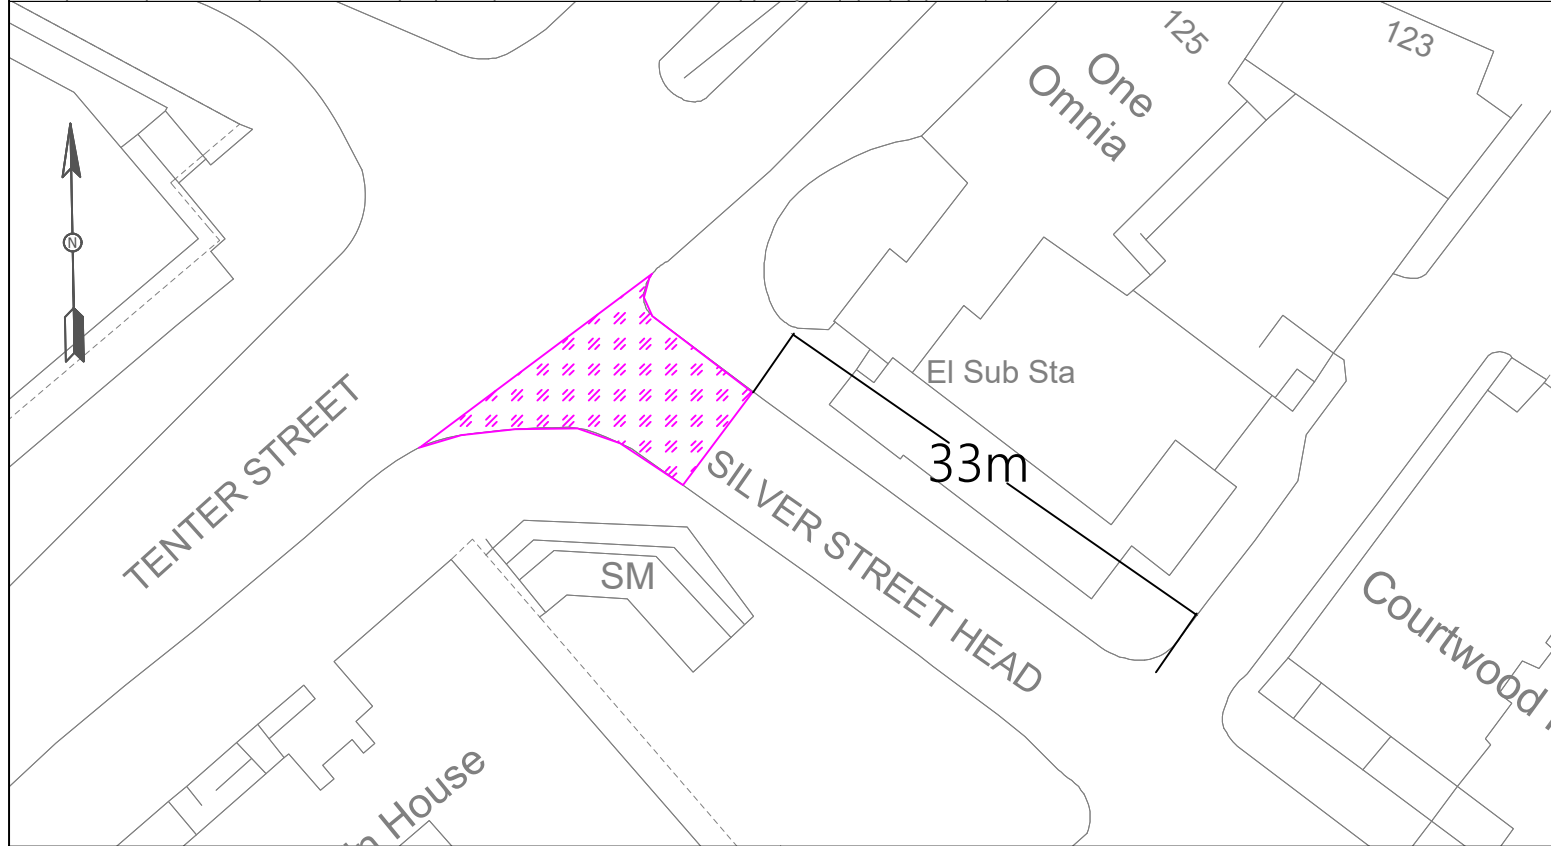 125
123
One
Omnia
N
El Sub Sta
TENTER STREET
33m
SILVER STREET HEAD
SM
Courtwood
House